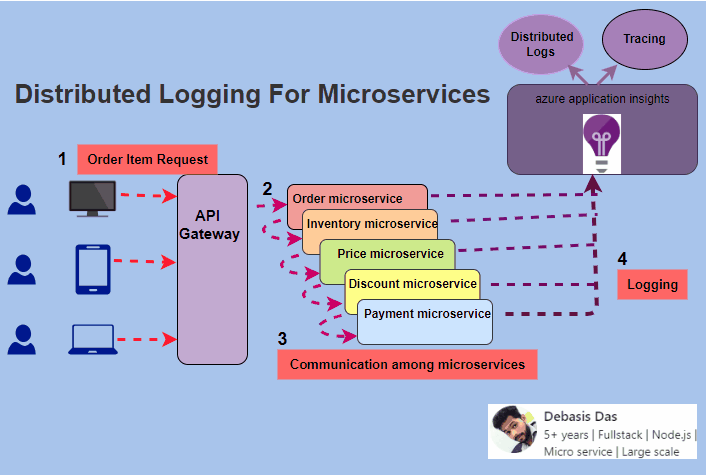 Distributed
Logs
Tracing
Distributed Logging For Microservices
azure application insights
1
Order Item Request
API
Gateway
2
Order microservice
Inventory microservice
Price microservice
Discount microservice
Payment microservice
3
Communication among microservices
4
Logging
Debasis Das
5+ years | Fullstack | Node.js |
Micro service | Large scale